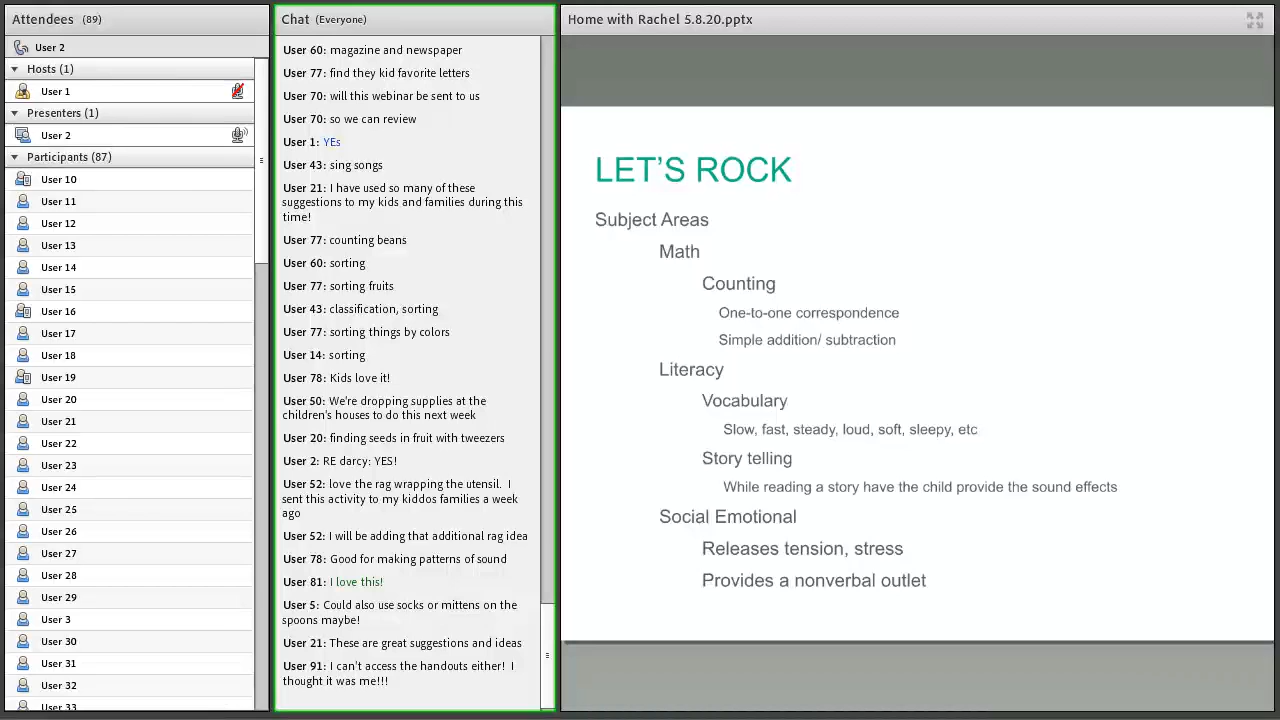 Attendees (89)
User 2
Hosts (1)
User 1
Presenters (1)
User 2
Participants (87)
User 10
User 11
User 12
User 13
User 14
User 15
User 16
User 17
User 18
User 19
User 20
User 21
User 22
User 23
User 24
User 25
User 26
User 27
User 28
User 29
User 3
User 30
User 31
User 32
User 33
Chat (Everyone)
User 60: magazine and newspaper
User 77: find they kid favorite letters
User 70: will this webinar be sent to us
User 70: so we can review
User 1: YEs
User 43: sing songs
User 21: I have used so many of these
suggestions to my kids and families during this
time!
User 77: counting beans
User 60: sorting
User 77: sorting fruits
User 43: classification, sorting
User 77: sorting things by colors
User 14: sorting
User 78: Kids love it!
User 50: We're dropping supplies at the
children's houses to do this next week
User 20: finding seeds in fruit with tweezers
User 2: RE darcy: YES!
User 52: love the rag wrapping the utensil. I
sent this activity to my kiddos families a week
ago
User 52: I will be adding that additional rag idea
User 78: Good for making patterns of sound
User 81: I love this!
User 5: Could also use socks or mittens on the
spoons maybe!
User 21: These are great suggestions and ideas
User 91: I can't access the handouts either! I
thought it was me!!!
Home with Rachel 5.8.20.pptx
LET'S ROCK
Subject Areas
Math
Counting
One-to-one correspondence
Simple addition/ subtraction
Literacy
Vocabulary
Slow, fast, steady, loud, soft, sleepy, etc
Story telling
While reading a story have the child provide the sound effects
Social Emotional
Releases tension, stress
Provides a nonverbal outlet